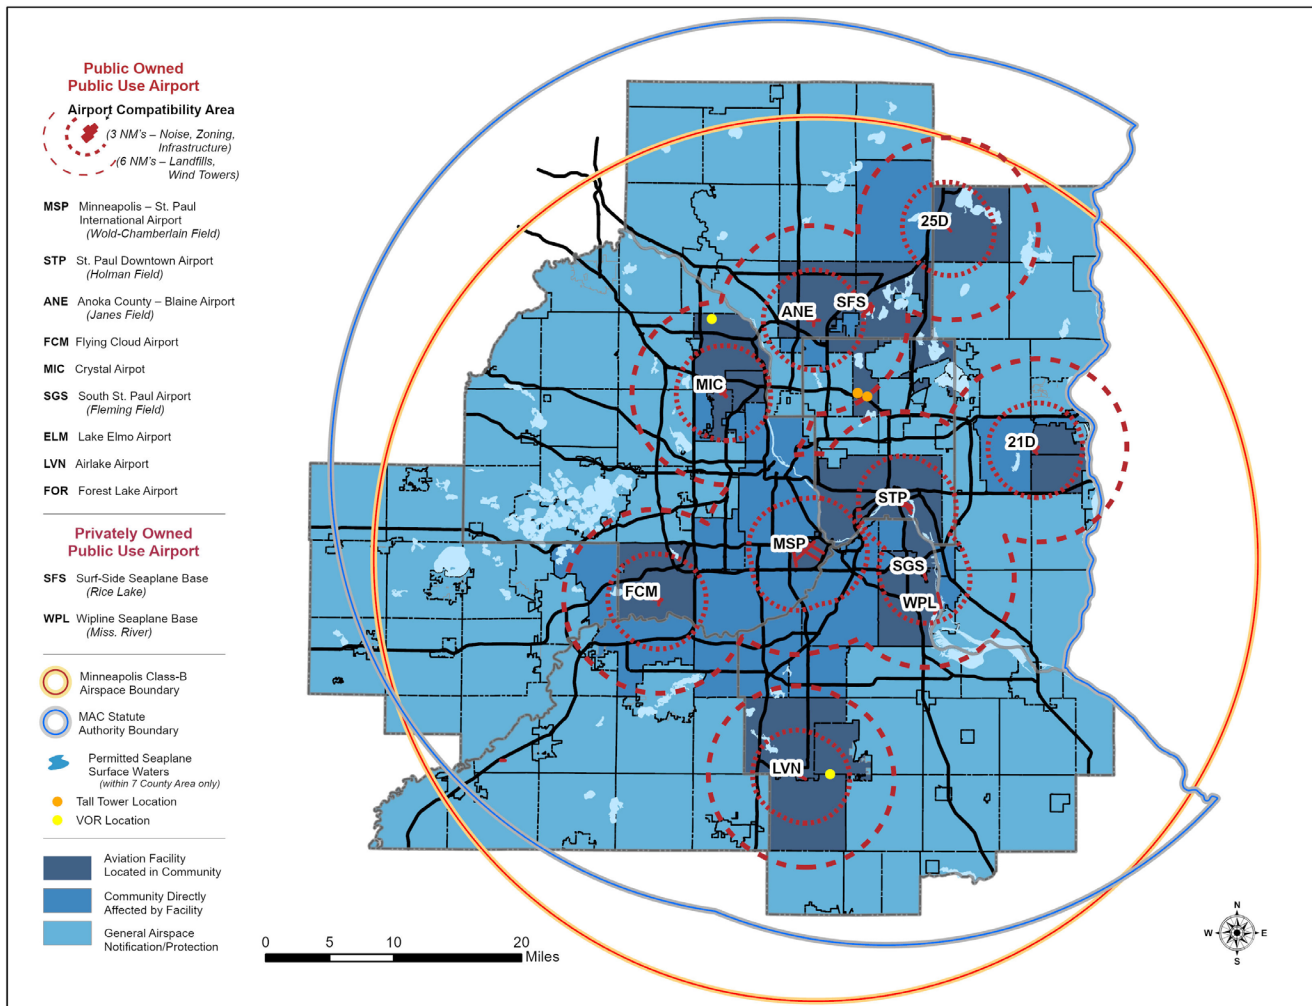 Public Owned
Public Use Airport
Airport Compatibility Area
(3 NM's – Noise, Zoning,
Infrastructure)
(6 NM's – Landfills,
Wind Towers)
MSP Minneapolis – St. Paul
International Airport
(Wold-Chamberlain Field)
STP St. Paul Downtown Airport
(Holman Field)
ANE Anoka County – Blaine Airport
(Janes Field)
FCM Flying Cloud Airport
MIC Crystal Airpot
SGS South St. Paul Airport
(Fleming Field)
ELM Lake Elmo Airport
LVN Airlake Airport
FOR Forest Lake Airport
Privately Owned
Public Use Airport
SFS Surf-Side Seaplane Base
(Rice Lake)
WPL Wipline Seaplane Base
(Miss. River)
Minneapolis Class-B
Airspace Boundary
MAC Statute
Authority Boundary
Permitted Seaplane
Surface Waters
(within 7 County Area only)
Tall Tower Location
VOR Location
Aviation Facility
Located in Community
Community Directly
Affected by Facility
General Airspace
Notification/Protection
25D
ANE
SFS
MIC
21D
STP
MSP
SGS
FCM
WPL
LVN
0 5 10 20
Miles
N
W E
S